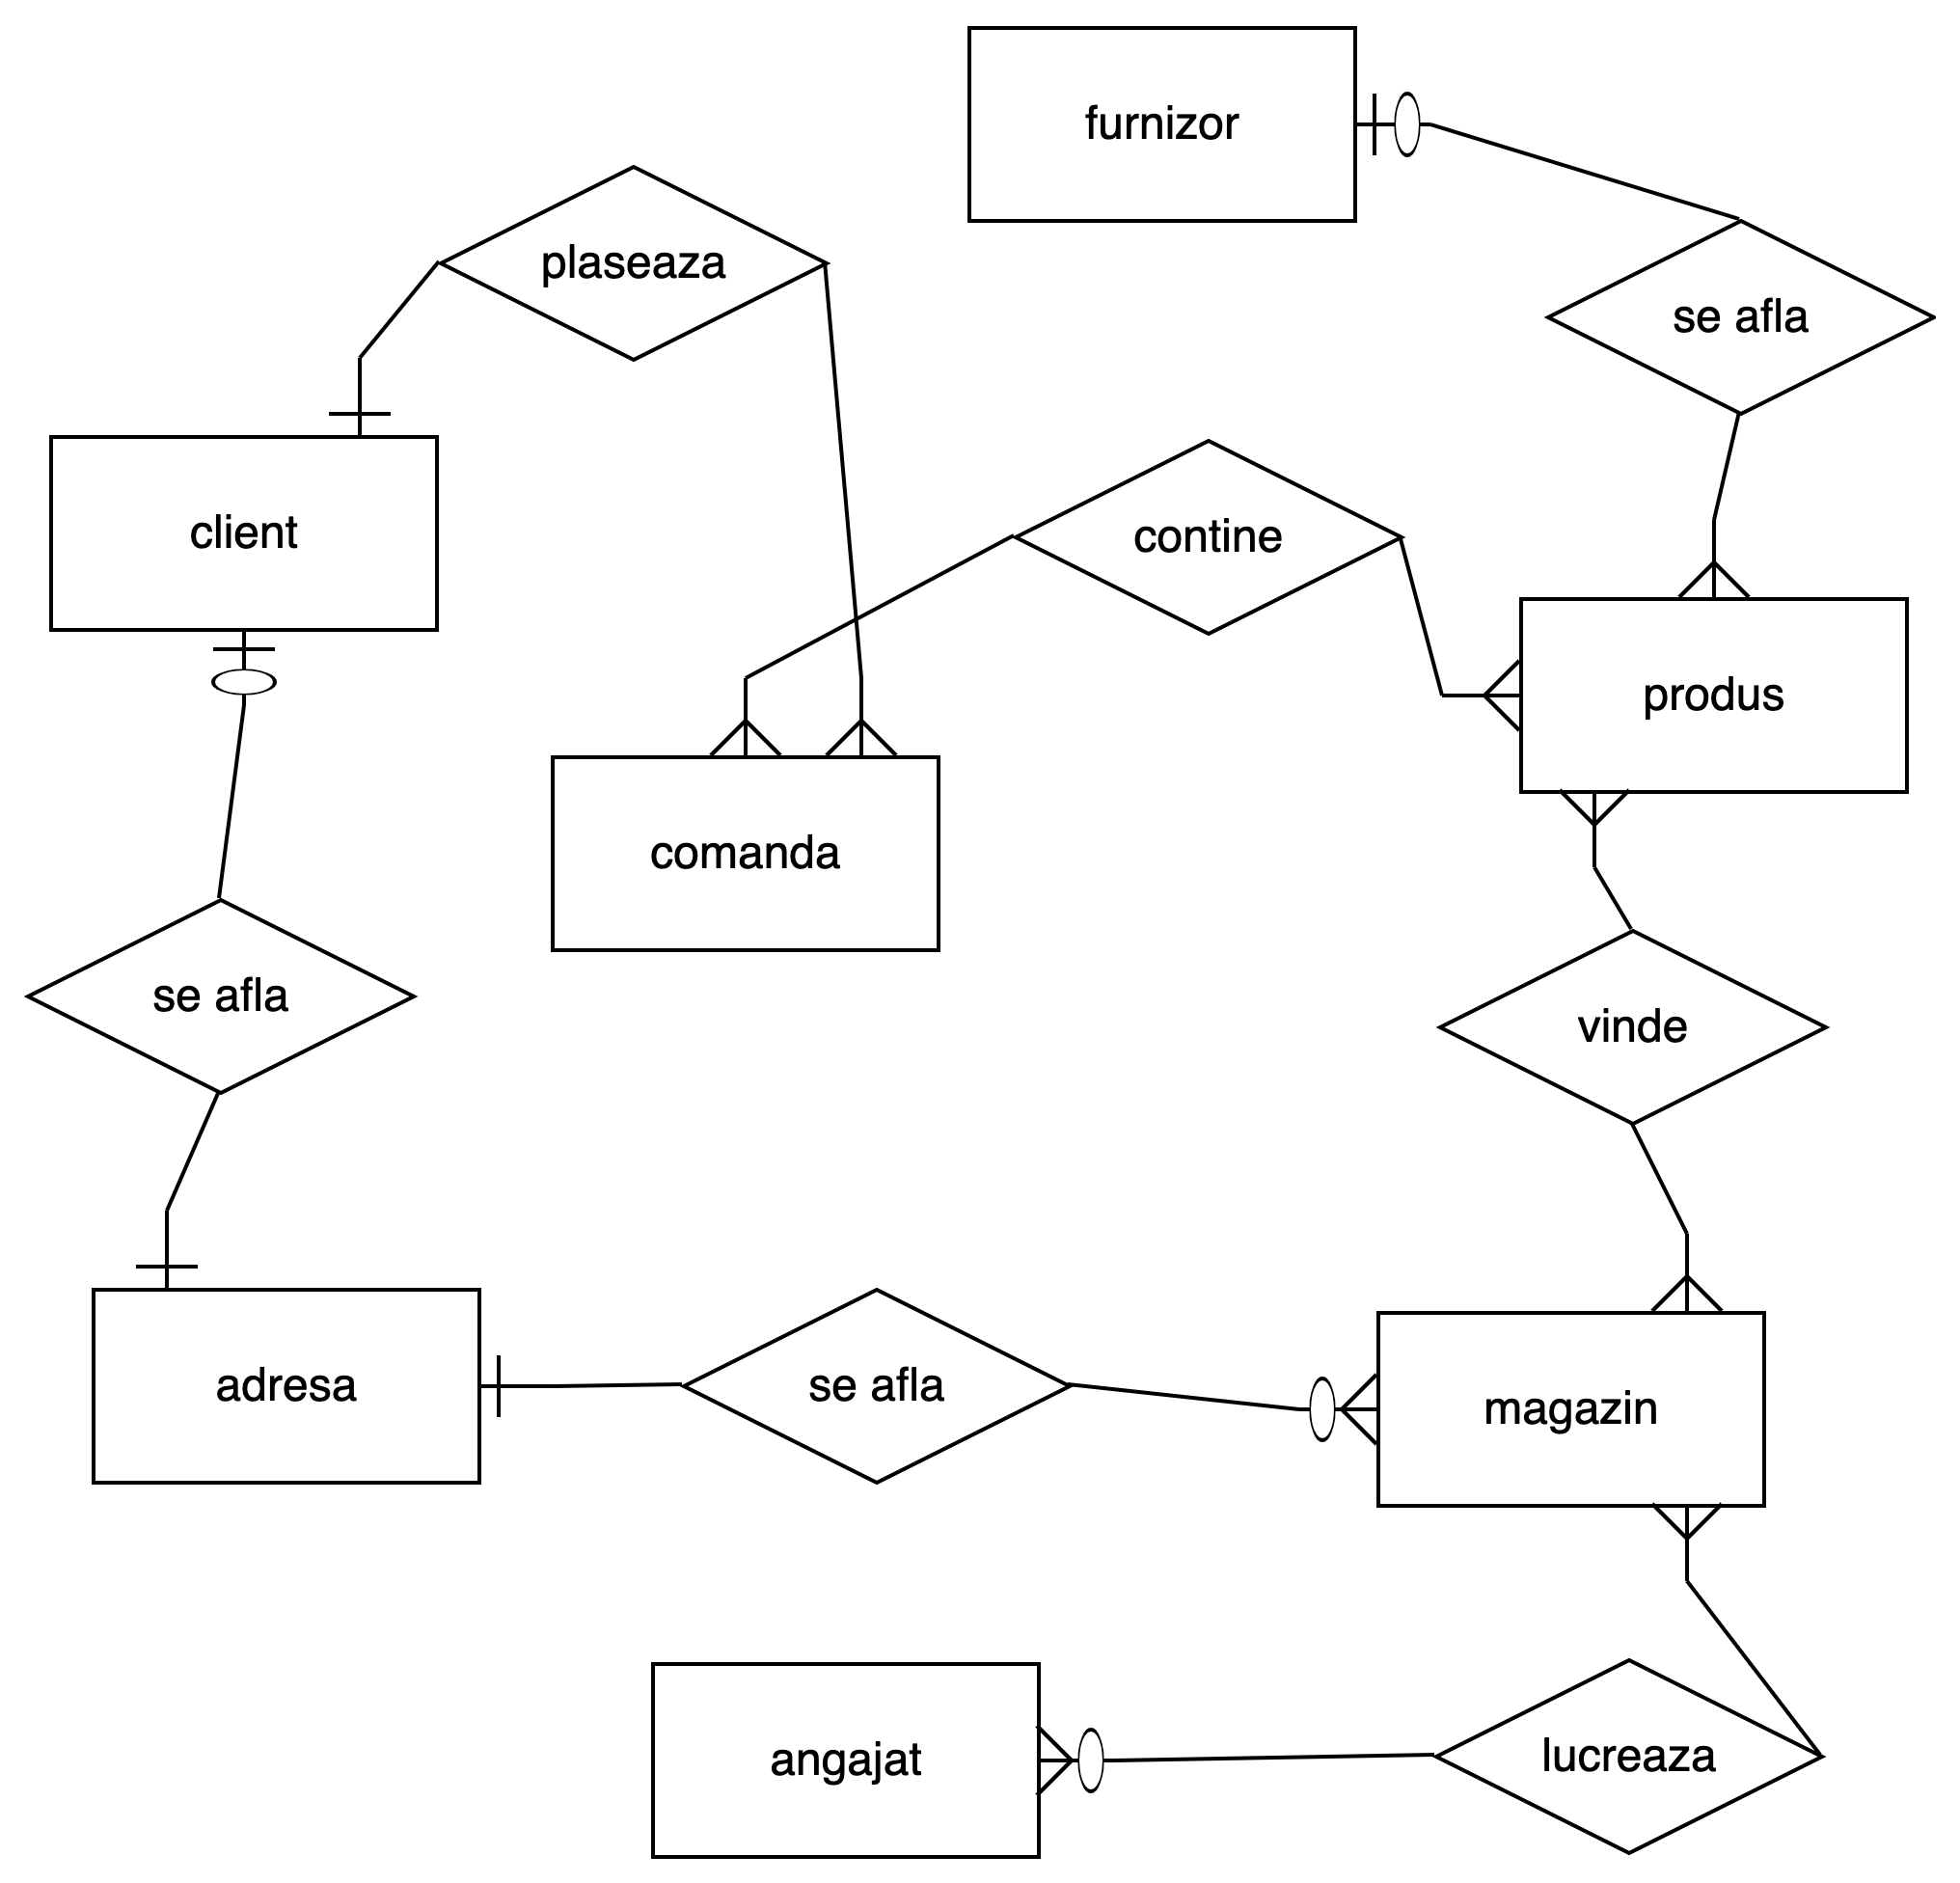 furnizor
plaseaza
se afla
client
contine
produs
comanda
se afla
vinde
adresa
se afla
magazin
angajat
lucreaza